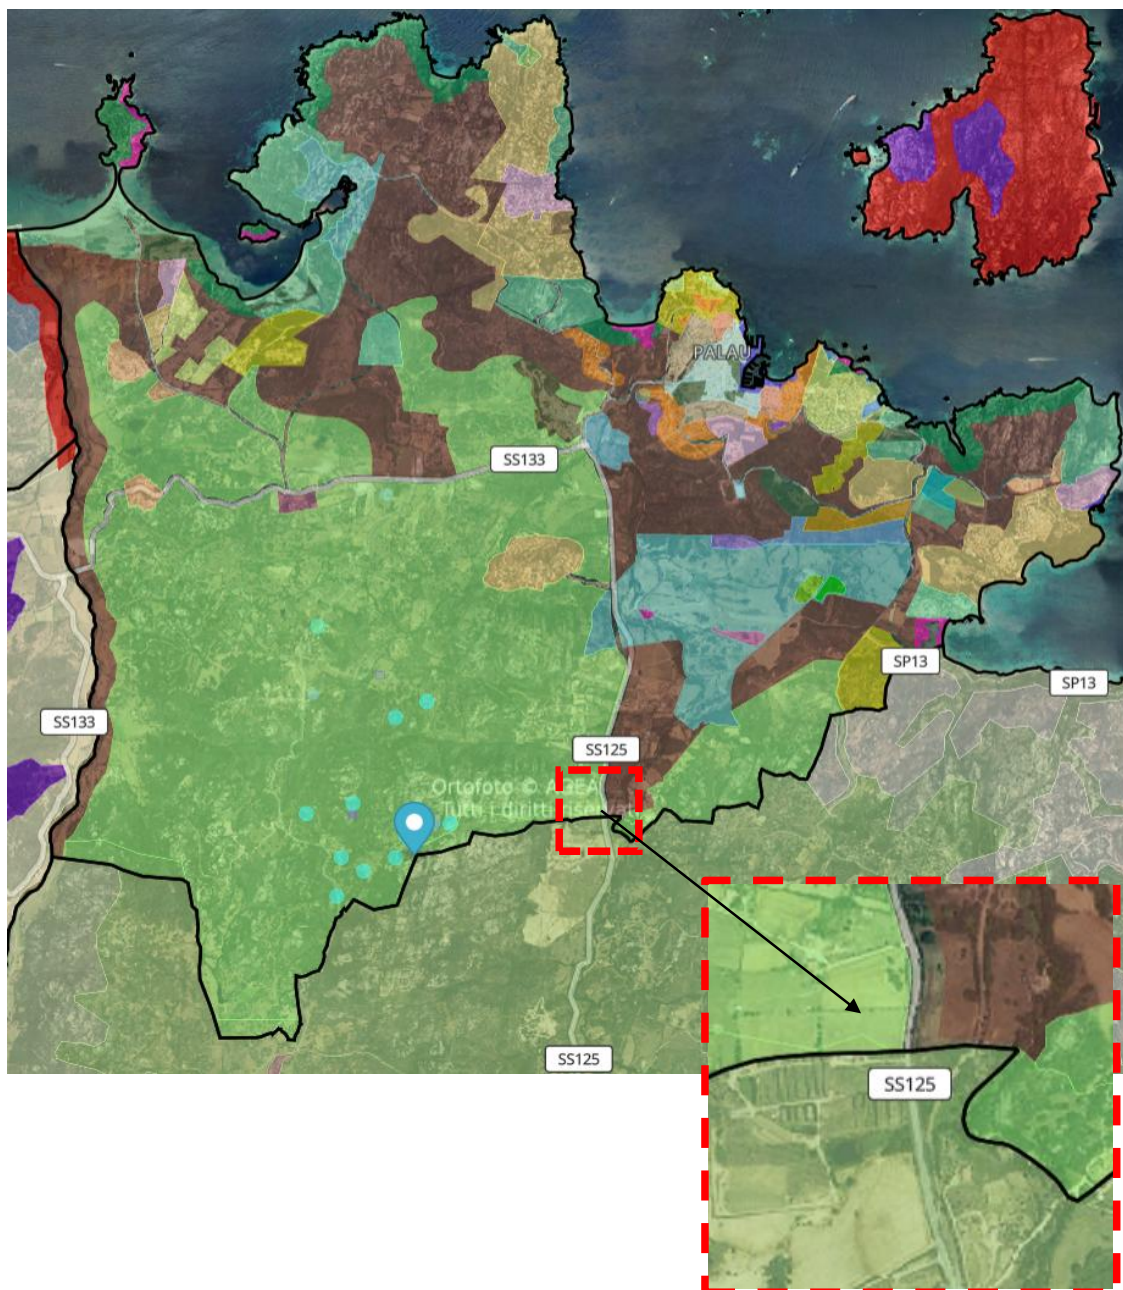 PALAU
SS133
SP13
SP13
SS133
SS125
Ortofoto © AGEA
Tutti i diritti riservati
SS125
SS125